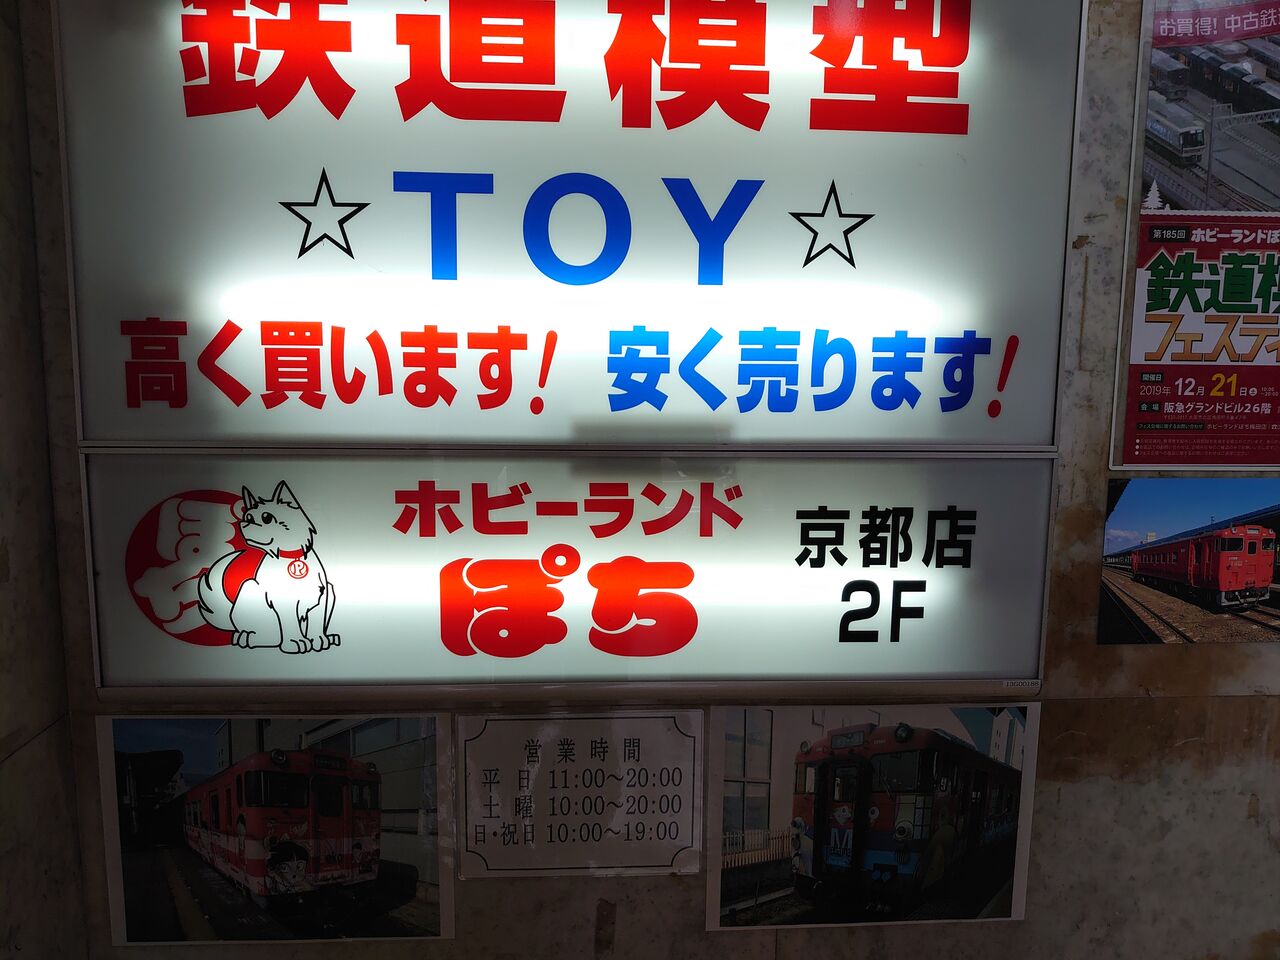 鉄道模型
☆TOY☆
高く買います! 安く売ります!
ホビーランド
ぽち
京都店
2F
13G00188
営業時間
平日 11:00～20:00
土曜 10:00～20:00
日・祝日 10:00～19:00
お買得! 中古鉄
第185回 ホビーランドぽ
鉄道模
フェステ
開催日
2019年 12月 21日
会場 阪急グランドビル26階